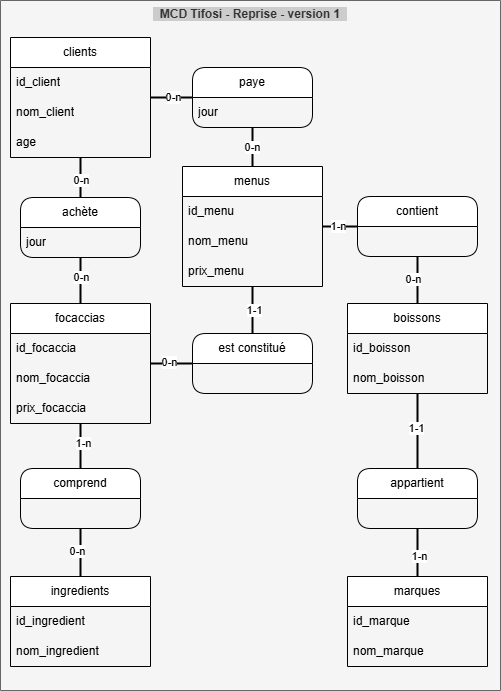 MCD Tifosi - Reprise - version 1
clients
id_client
nom_client
age
0-n
paye
jour
0-n
0-n
achète
jour
0-n
menus
id_menu
nom_menu
prix_menu
1-n
contient
0-n
1-1
focaccias
id_focaccia
nom_focaccia
prix_focaccia
0-n
est constitué
boissons
id_boisson
nom_boisson
1-n
1-1
comprend
appartient
0-n
1-n
ingredients
id_ingredient
nom_ingredient
marques
id_marque
nom_marque